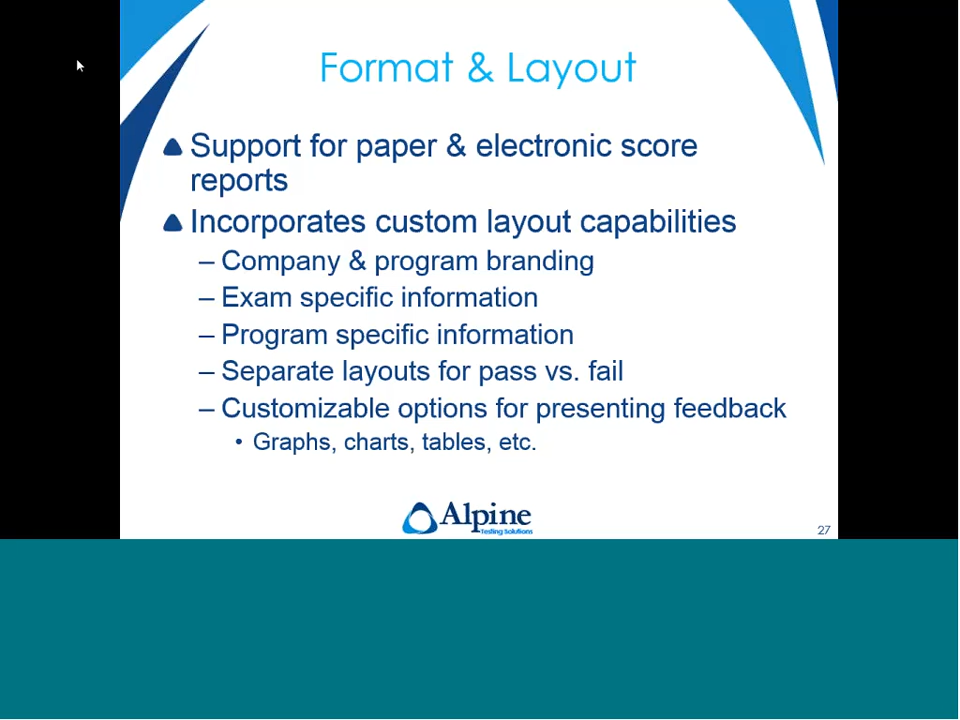 Format & Layout
Support for paper & electronic score
reports
Incorporates custom layout capabilities
– Company & program branding
– Exam specific information
– Program specific information
– Separate layouts for pass vs. fail
– Customizable options for presenting feedback
• Graphs, charts, tables, etc.
Alpine
Testing Solutions
27